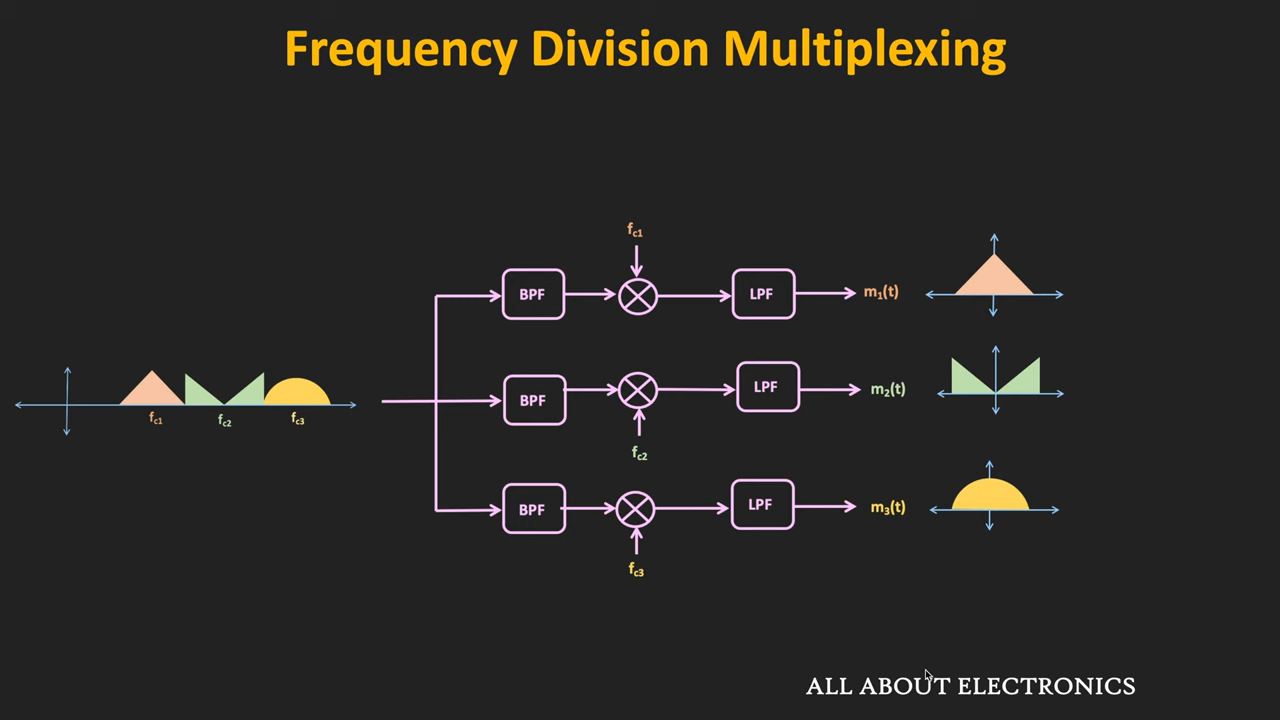 Frequency Division Multiplexing
fc1
BPF
LPF
m1(t)
BPF
LPF
m2(t)
fc1
fc2
fc3
fc2
BPF
LPF
m3(t)
fc3
ALL ABOUT ELECTRONICS